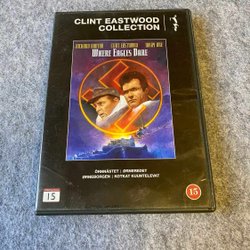 CLINT EASTWOOD
COLLECTION
RICHARD BURTON CLINT EASTWOOD MARY URE
WHERE EAGLES DARE
ÖRNNÄSTET | ØRNEREDET
ØRNEBORGEN | KOTKAT KUUNTELEVAT
15
15